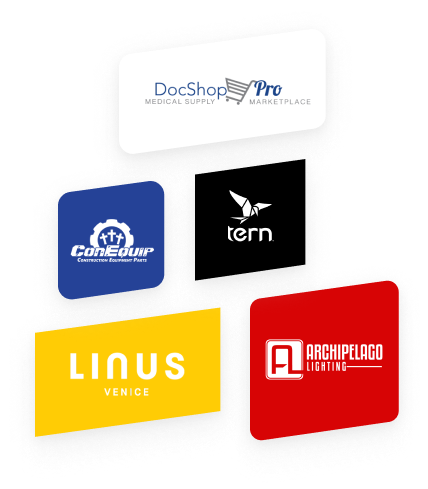 DocShop Pro
MEDICAL SUPPLY MARKETPLACE
ConEquip
CONSTRUCTION EQUIPMENT PARTS
tern
LINUS
VENICE
AL
ARCHIPELAGO
LIGHTING